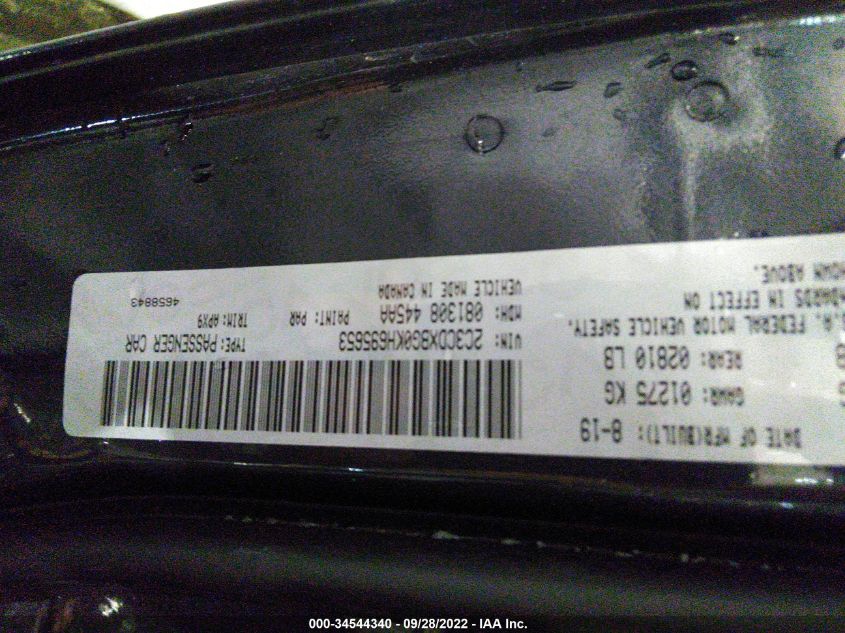 DATE OF MFR(BUILT): 8-19
GAWR: 01275 KG
REAR: 02810 LB
FEDERAL MOTOR VEHICLE SAFETY.
IN EFFECT ON
ABOVE.
VIN: 2C3CDXBG0KH695653
TYPE: PASSENGER CAR
MDH: 081308 445AA
PAINT: PAR
TRIM: APX9
VEHICLE MADE IN CANADA
4658843
000-34544340 - 09/28/2022 - IAA Inc.